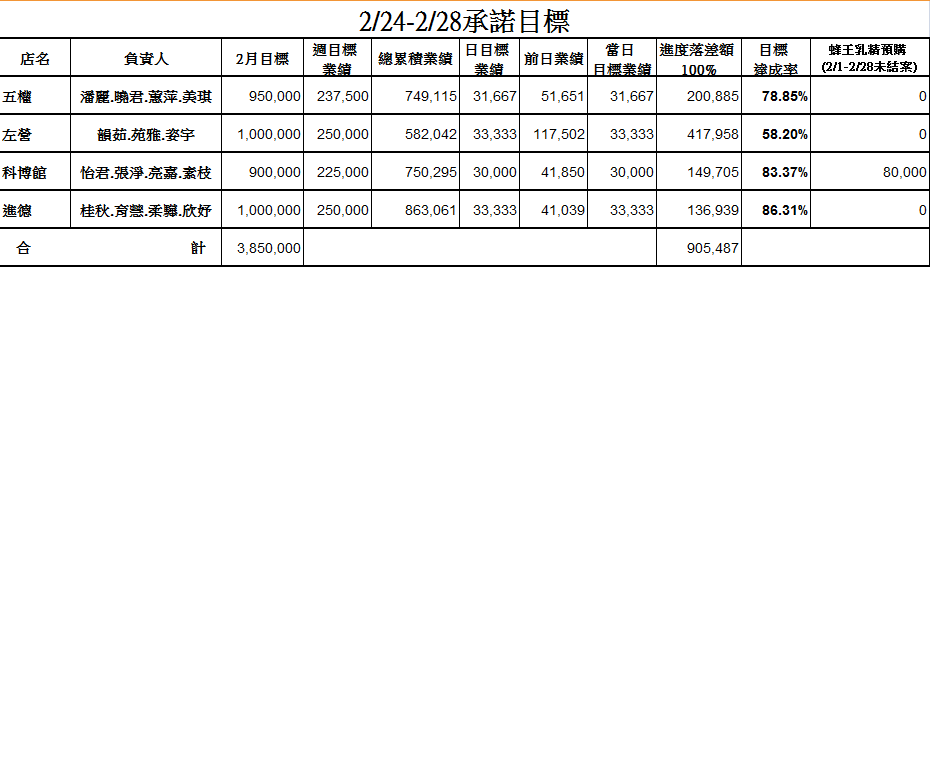 2/24-2/28承諾目標
店名 負責人 2月目標 週目標業績 總累積業績 日目標業績 前日業績 當日目標業績 進度落差額100% 目標達成率 蜂王乳精預購(2/1-2/28未結案)
五權 潘麗.曉君.蕙萍.美琪 950,000 237,500 749,115 31,667 51,651 31,667 200,885 78.85% 0
左營 韻茹.苑雅.姿宇 1,000,000 250,000 582,042 33,333 117,502 33,333 417,958 58.20% 0
科博館 怡君.張淨.亮嘉.素枝 900,000 225,000 750,295 30,000 41,850 30,000 149,705 83.37% 80,000
進德 桂秋.育慧.柔驊.欣妤 1,000,000 250,000 863,061 33,333 41,039 33,333 136,939 86.31% 0
合 計 3,850,000 905,487